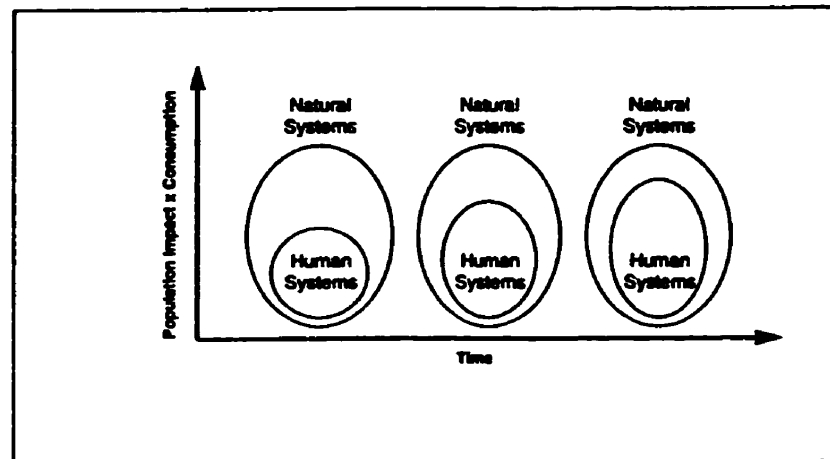 Population Impact x Consumption
Natural
Systems
Natural
Systems
Natural
Systems
Human
Systems
Human
Systems
Human
Systems
Time